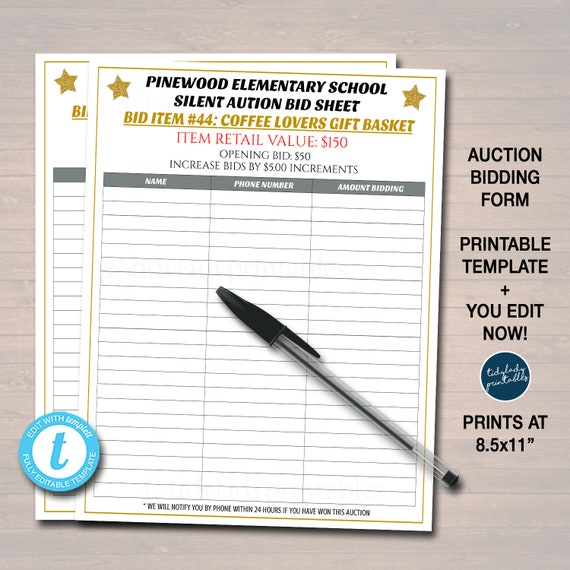 PINEWOOD ELEMENTARY SCHOOL
SILENT AUTION BID SHEET
BID ITEM #44: COFFEE LOVERS GIFT BASKET
ITEM RETAIL VALUE: $150
OPENING BID: $50
INCREASE BIDS BY $5.00 INCREMENTS
NAME PHONE NUMBER AMOUNT BIDDING
* WE WILL NOTIFY YOU BY PHONE WITHIN 24 HOURS IF YOU HAVE WON THIS AUCTION
AUCTION
BIDDING
FORM
PRINTABLE
TEMPLATE
+
YOU EDIT
NOW!
tidylady
printables
PRINTS AT
8.5x11”
EDIT WITH templett
t
FULLY EDITABLE TEMPLATE